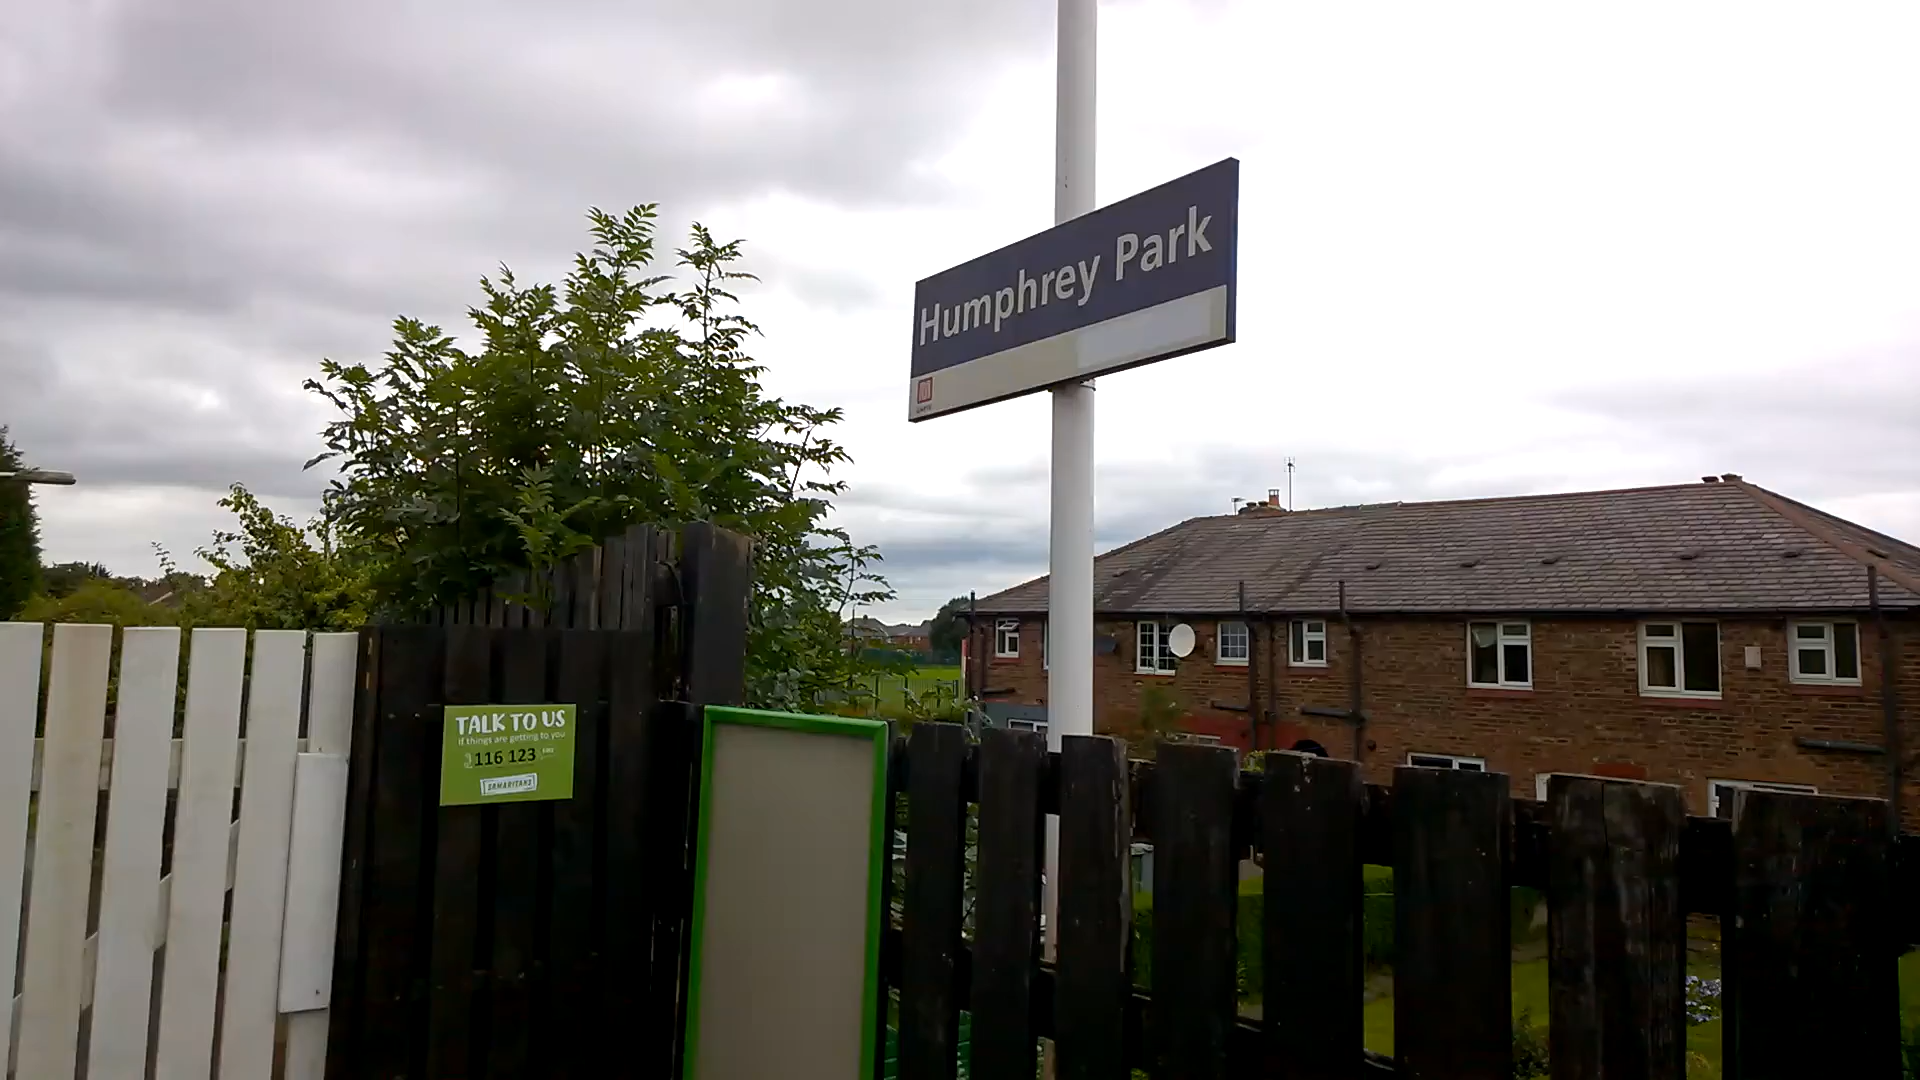 Humphrey Park
M
TALK TO US
If things are getting to you
116 123
SAMARITANS